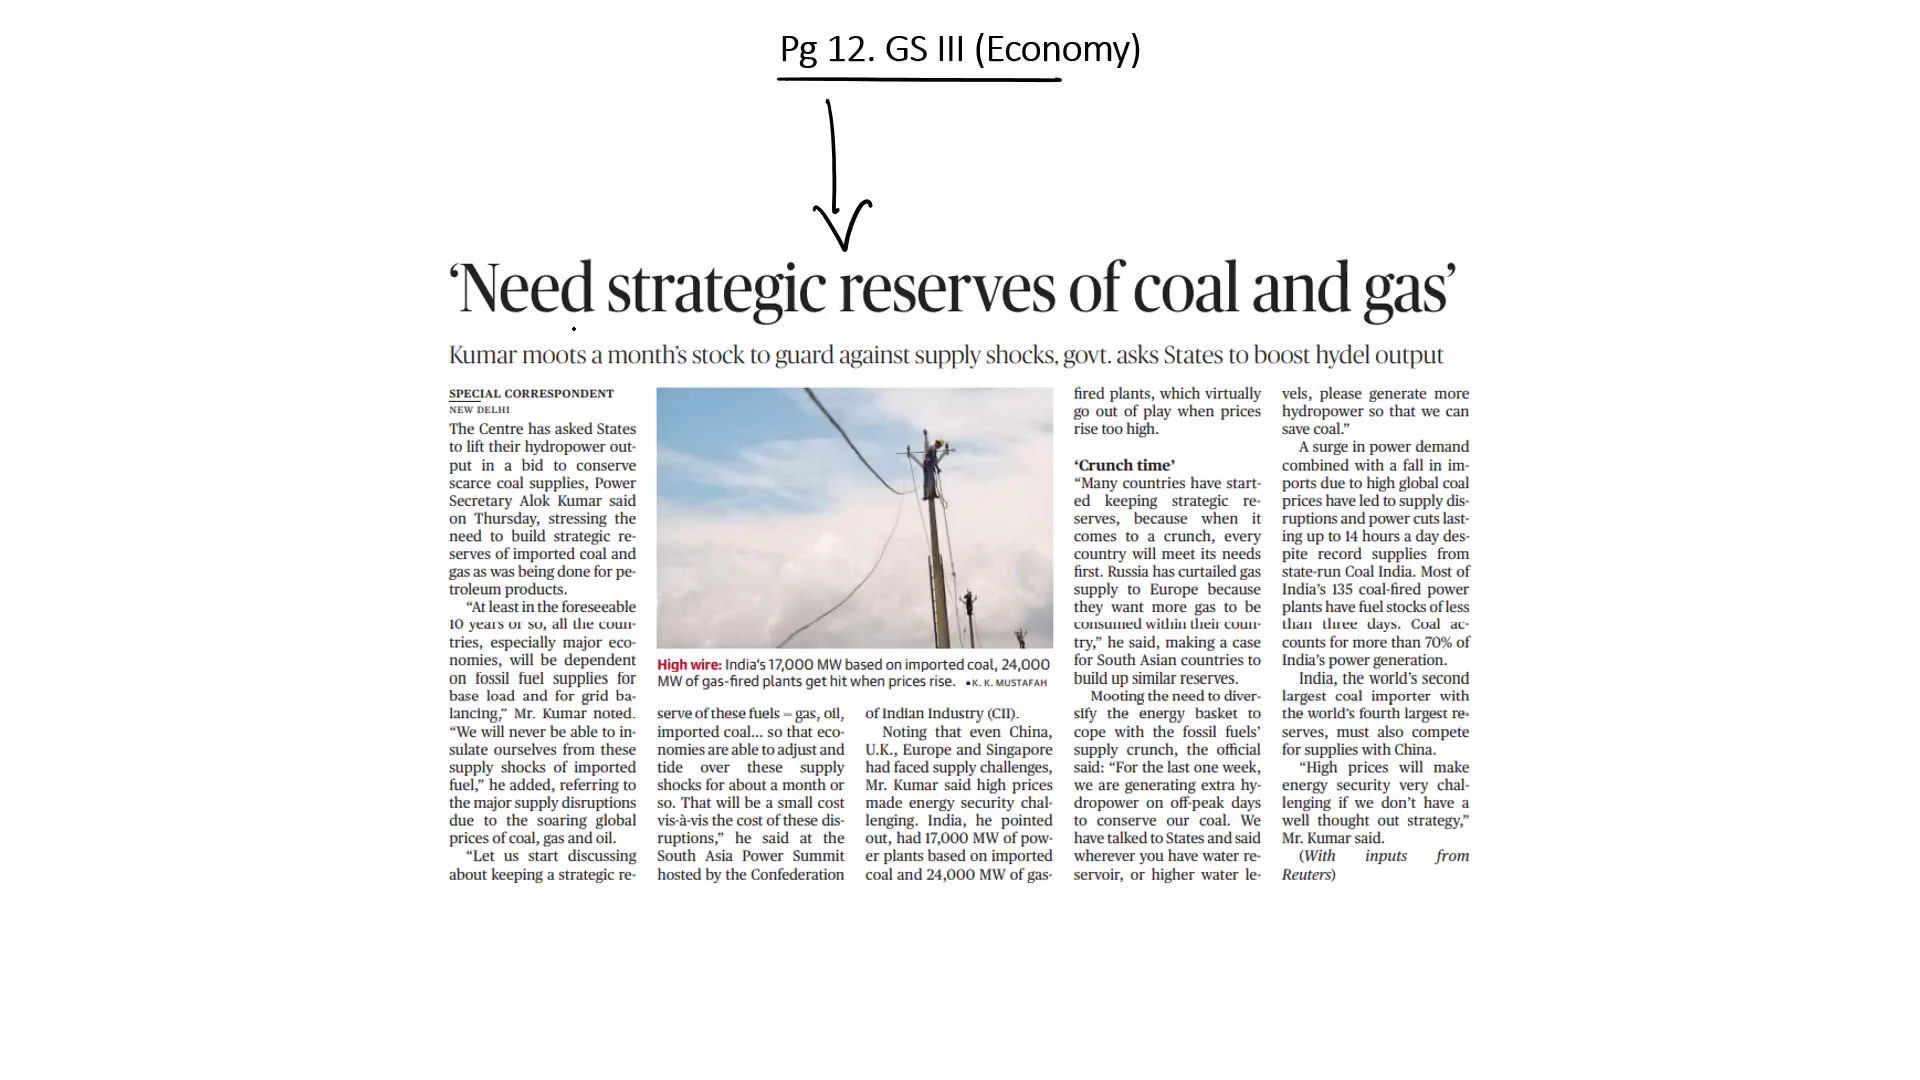 Pg 12. GS III (Economy)
‘Need strategic reserves of coal and gas’
Kumar moots a month’s stock to guard against supply shocks, govt. asks States to boost hydel output
SPECIAL CORRESPONDENT
NEW DELHI
The Centre has asked States
to lift their hydropower out-
put in a bid to conserve
scarce coal supplies, Power
Secretary Alok Kumar said
on Thursday, stressing the
need to build strategic re-
serves of imported coal and
gas as was being done for pe-
troleum products.
“At least in the foreseeable
10 years or so, all the coun-
tries, especially major eco-
nomies, will be dependent
on fossil fuel supplies for
base load and for grid ba-
lancing,” Mr. Kumar noted.
“We will never be able to in-
sulate ourselves from these
supply shocks of imported
fuel,” he added, referring to
the major supply disruptions
due to the soaring global
prices of coal, gas and oil.
“Let us start discussing
about keeping a strategic re-
High wire: India’s 17,000 MW based on imported coal, 24,000
MW of gas-fired plants get hit when prices rise. ▪K. K. MUSTAFAH
serve of these fuels – gas, oil,
imported coal... so that eco-
nomies are able to adjust and
tide over these supply
shocks for about a month or
so. That will be a small cost
vis-à-vis the cost of these dis-
ruptions,” he said at the
South Asia Power Summit
hosted by the Confederation
of Indian Industry (CII).
Noting that even China,
U.K., Europe and Singapore
had faced supply challenges,
Mr. Kumar said high prices
made energy security chal-
lenging. India, he pointed
out, had 17,000 MW of pow-
er plants based on imported
coal and 24,000 MW of gas-
fired plants, which virtually
go out of play when prices
rise too high.
‘Crunch time’
“Many countries have start-
ed keeping strategic re-
serves, because when it
comes to a crunch, every
country will meet its needs
first. Russia has curtailed gas
supply to Europe because
they want more gas to be
consumed within their coun-
try,” he said, making a case
for South Asian countries to
build up similar reserves.
Mooting the need to diver-
sify the energy basket to
cope with the fossil fuels’
supply crunch, the official
said: “For the last one week,
we are generating extra hy-
dropower on off-peak days
to conserve our coal. We
have talked to States and said
wherever you have water re-
servoir, or higher water le-
vels, please generate more
hydropower so that we can
save coal.”
A surge in power demand
combined with a fall in im-
ports due to high global coal
prices have led to supply dis-
ruptions and power cuts last-
ing up to 14 hours a day des-
pite record supplies from
state-run Coal India. Most of
India’s 135 coal-fired power
plants have fuel stocks of less
than three days. Coal ac-
counts for more than 70% of
India’s power generation.
India, the world’s second
largest coal importer with
the world’s fourth largest re-
serves, must also compete
for supplies with China.
“High prices will make
energy security very chal-
lenging if we don’t have a
well thought out strategy,”
Mr. Kumar said.
(With inputs from
Reuters)